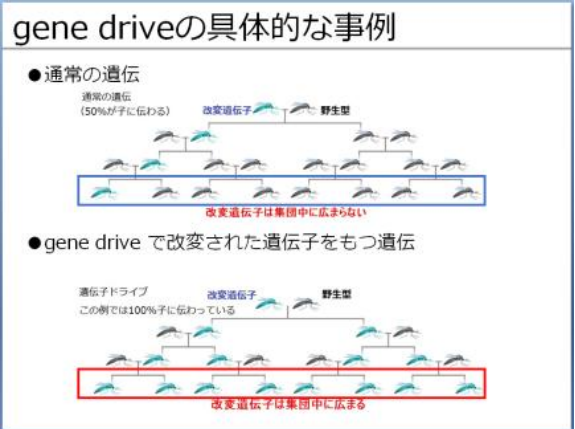 gene driveの具体的な事例
●通常の遺伝
通常の遺伝
(50%が子に伝わる)
改変遺伝子
野生型
改変遺伝子は集団中に広まらない
●gene drive で改変された遺伝子をもつ遺伝
遺伝子ドライブ
この例では100%子に伝わっている
改変遺伝子
野生型
改変遺伝子は集団中に広まる